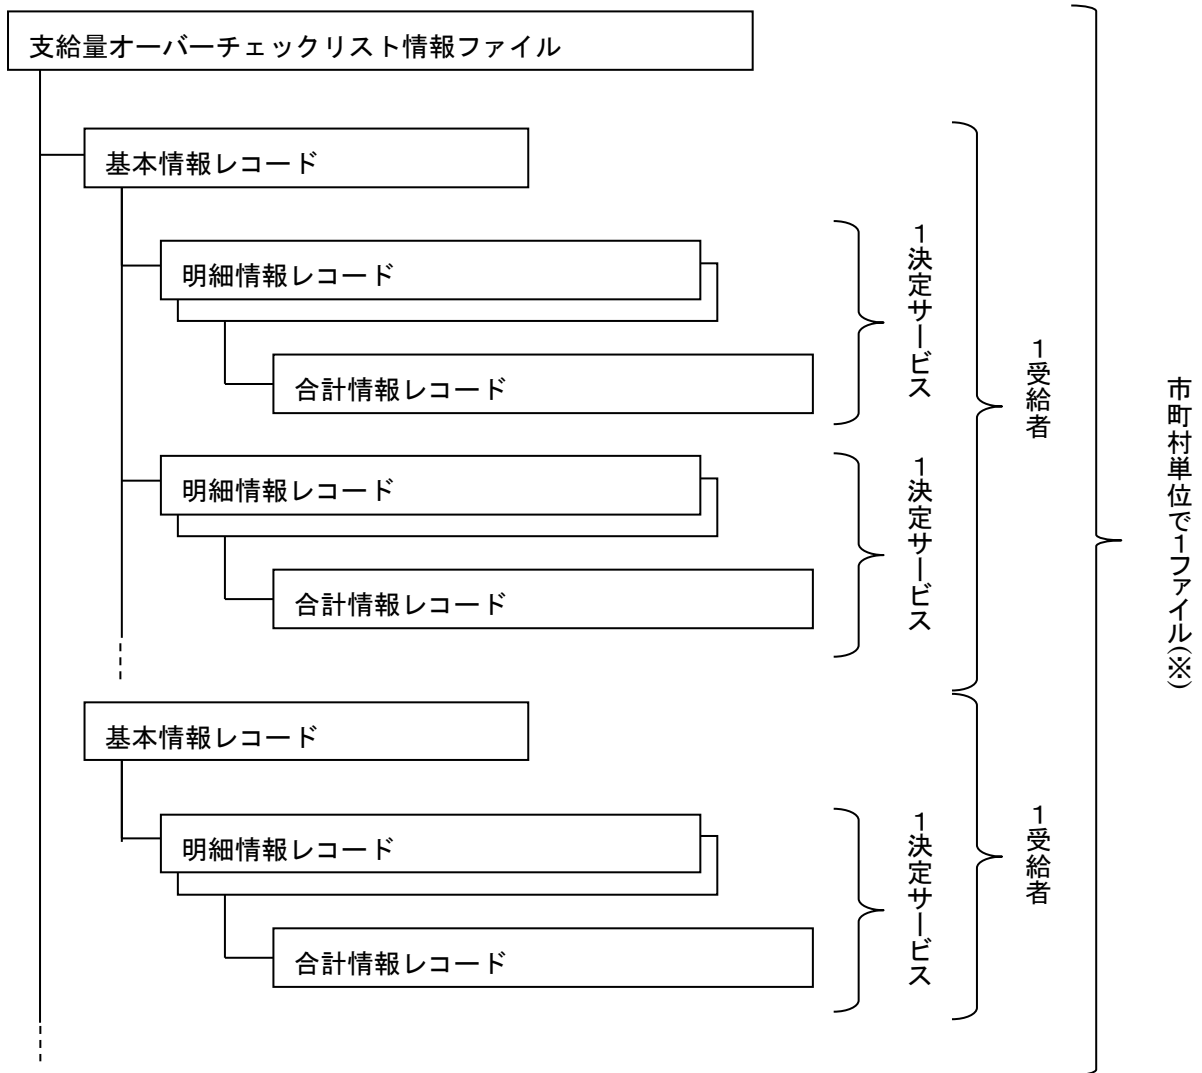 支給量オーバーチェックリスト情報ファイル
基本情報レコード
明細情報レコード
合計情報レコード
1決定サービス
明細情報レコード
合計情報レコード
1決定サービス
1受給者
基本情報レコード
明細情報レコード
合計情報レコード
1決定サービス
1受給者
市町村単位で1ファイル(※)